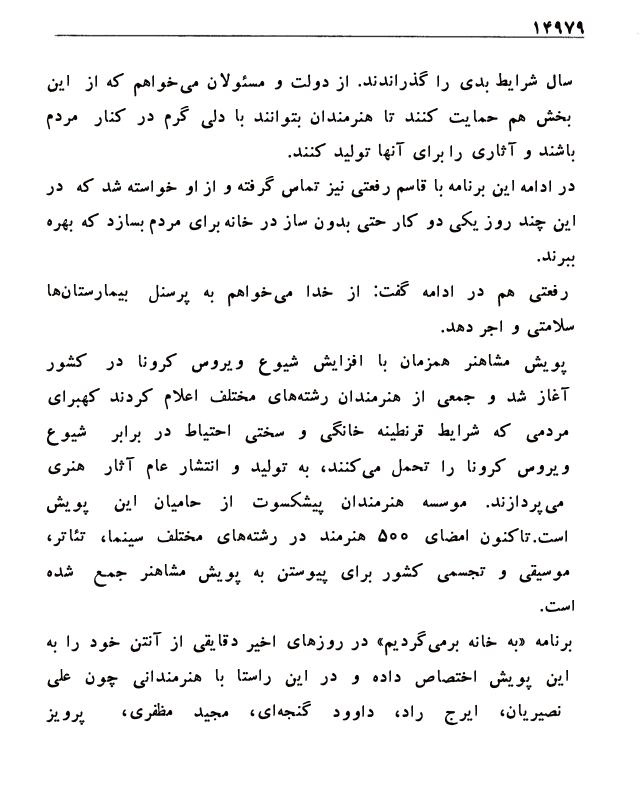 ۱۴۹۷۹
سال شرایط بدی را گذراندند. از دولت و مسئولان می‌خواهم که از این
بخش هم حمایت کنند تا هنرمندان بتوانند با دلی گرم در کنار مردم
باشند و آثاری را برای آنها تولید کنند.
در ادامه این برنامه با قاسم رفعتی نیز تماس گرفته و از او خواسته شد که در
این چند روز یکی دو کار حتی بدون ساز در خانه برای مردم بسازد که بهره
ببرند.
رفعتی هم در ادامه گفت: از خدا می‌خواهم به پرسنل بیمارستان‌ها
سلامتی و اجر دهد.
پویش مشاهنر همزمان با افزایش شیوع ویروس کرونا در کشور
آغاز شد و جمعی از هنرمندان رشته‌های مختلف اعلام کردند کهبرای
مردمی که شرایط قرنطینه خانگی و سختی احتیاط در برابر شیوع
ویروس کرونا را تحمل می‌کنند، به تولید و انتشار عام آثار هنری
می‌پردازند. موسسه هنرمندان پیشکسوت از حامیان این پویش
است.تاکنون امضای ۵۰۰ هنرمند در رشته‌های مختلف سینما، تئاتر،
موسیقی و تجسمی کشور برای پیوستن به پویش مشاهنر جمع شده
است.
برنامه «به خانه برمی‌گردیم» در روزهای اخیر دقایقی از آنتن خود را به
این پویش اختصاص داده و در این راستا با هنرمندانی چون علی
نصیریان، ایرج راد، داوود گنجه‌ای، مجید مظفری، پرویز